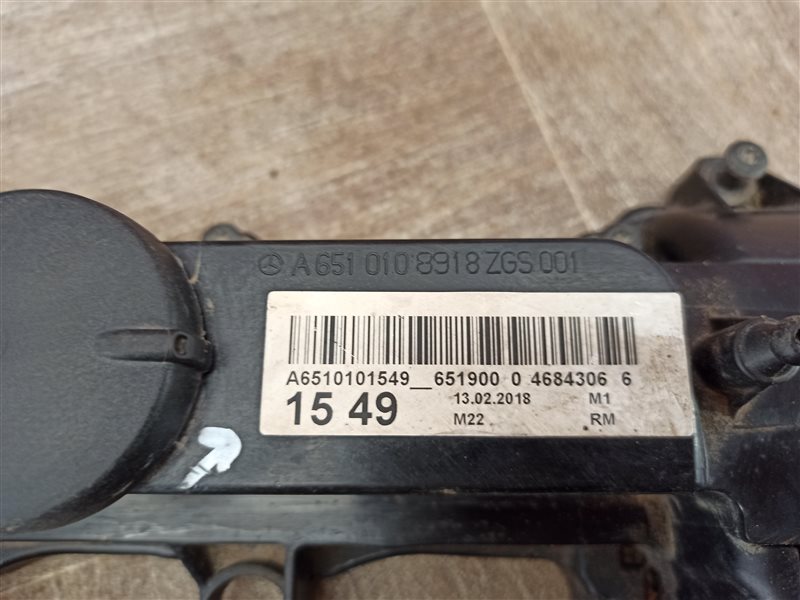 A 651 010 8918 ZGS 001
A6510101549__651900 0 4684306 6
15 49 13.02.2018 M1
M22 RM